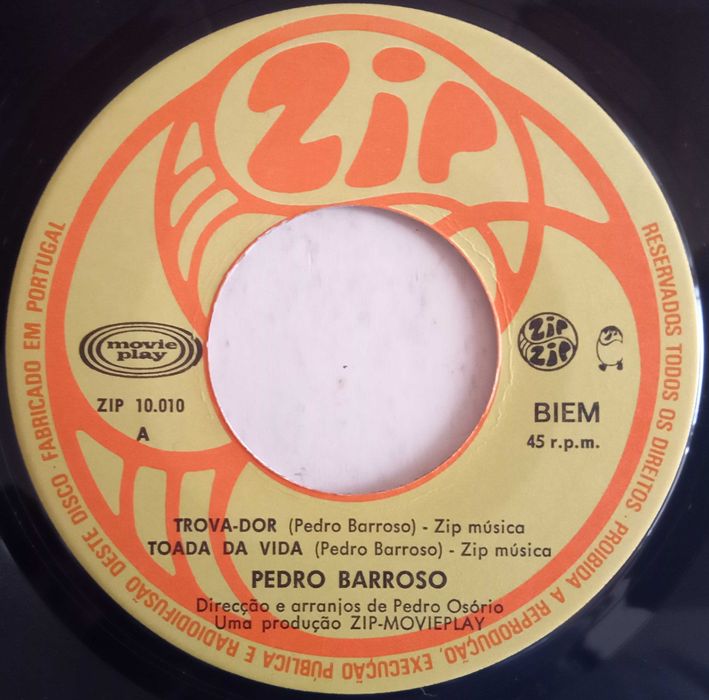 Zip
movie
play
ZIP 10.010
A
ZIP
ZIP
BIEM
45 r.p.m.
TROVA-DOR (Pedro Barroso) - Zip música
TOADA DA VIDA (Pedro Barroso) - Zip música
PEDRO BARROSO
Direcção e arranjos de Pedro Osório
Uma produção ZIP-MOVIEPLAY
RESERVADOS TODOS OS DIREITOS · PROIBIDA A REPRODUÇÃO, EXECUÇÃO PÚBLICA E RADIODIFUSÃO DESTE DISCO · FABRICADO EM PORTUGAL